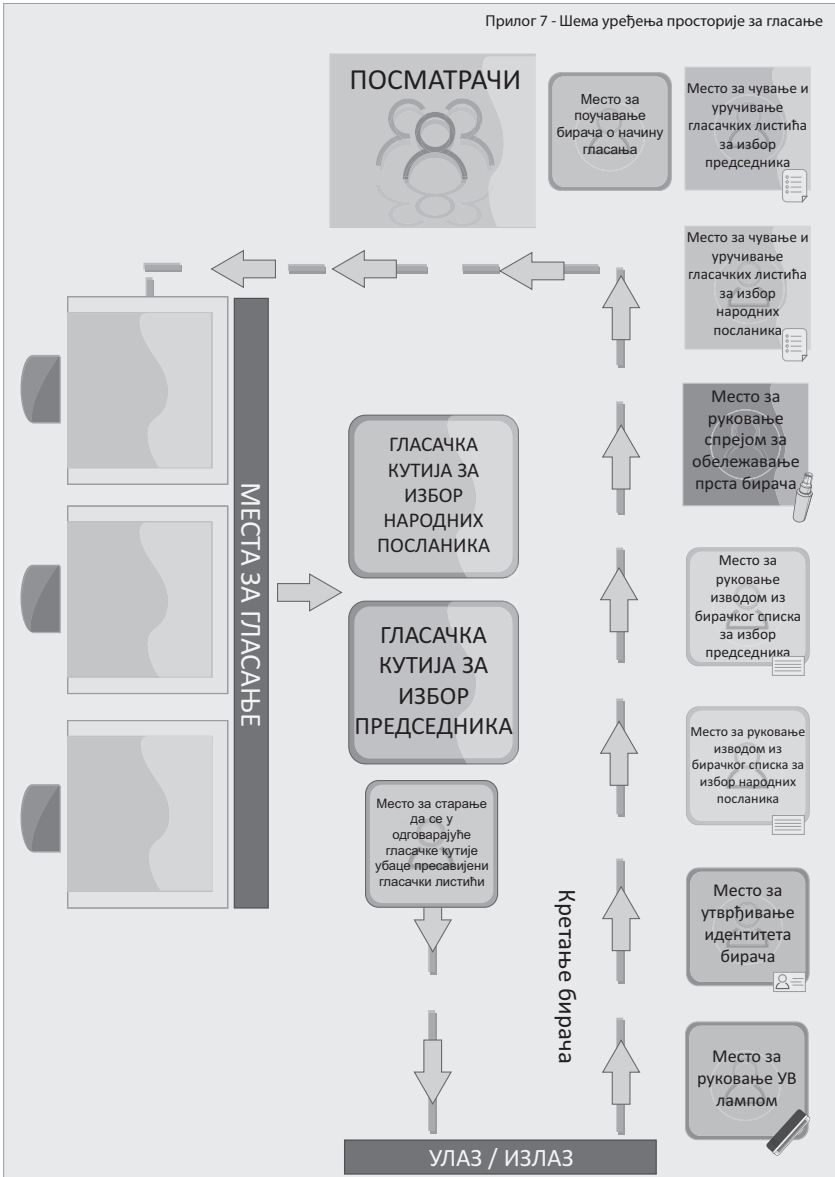 Прилог 7 - Шема уређења просторије за гласање
ПОСМАТРАЧИ
Место за
поучавање
бирача о начину
гласања
Место за чување и
уручивање
гласачких листића
за избор
председника
Место за чување и
уручивање
гласачких листића
за избор
народних
посланика
Место за
руковање
спрејом за
обележавање
прста бирача
МЕСТА ЗА ГЛАСАЊЕ
ГЛАСАЧКА
КУТИЈА ЗА
ИЗБОР
НАРОДНИХ
ПОСЛАНИКА
Место за
руковање
изводом из
бирачког списка
за избор
председника
ГЛАСАЧКА
КУТИЈА ЗА
ИЗБОР
ПРЕДСЕДНИКА
Место за руковање
изводом из
бирачког списка за
избор народних
посланика
Место за старање
да се у
одговарајуће
гласачке кутије
убаце пресавијени
гласачки листићи
Кретање бирача
Место за
утврђивање
идентитета
бирача
Место за
руковање УВ
лампом
УЛАЗ / ИЗЛАЗ